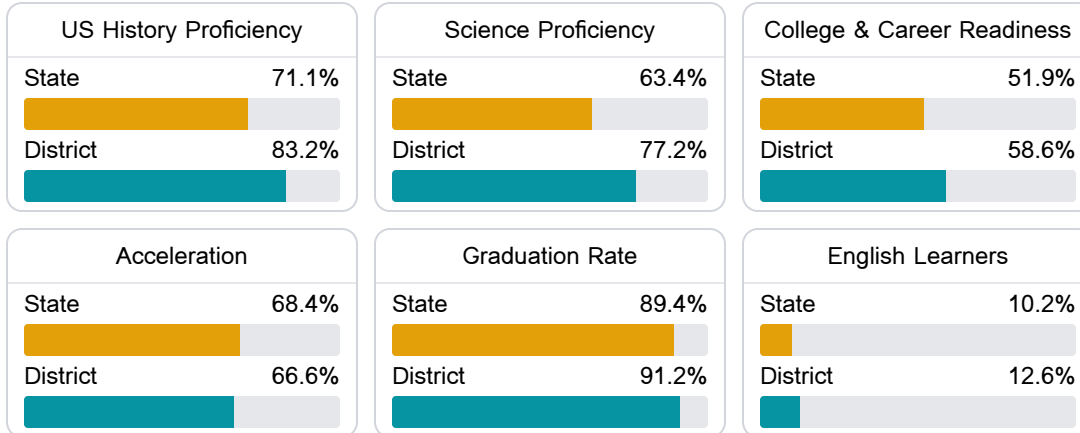 US History Proficiency
State 71.1%
District 83.2%
Science Proficiency
State 63.4%
District 77.2%
College & Career Readiness
State 51.9%
District 58.6%
Acceleration
State 68.4%
District 66.6%
Graduation Rate
State 89.4%
District 91.2%
English Learners
State 10.2%
District 12.6%